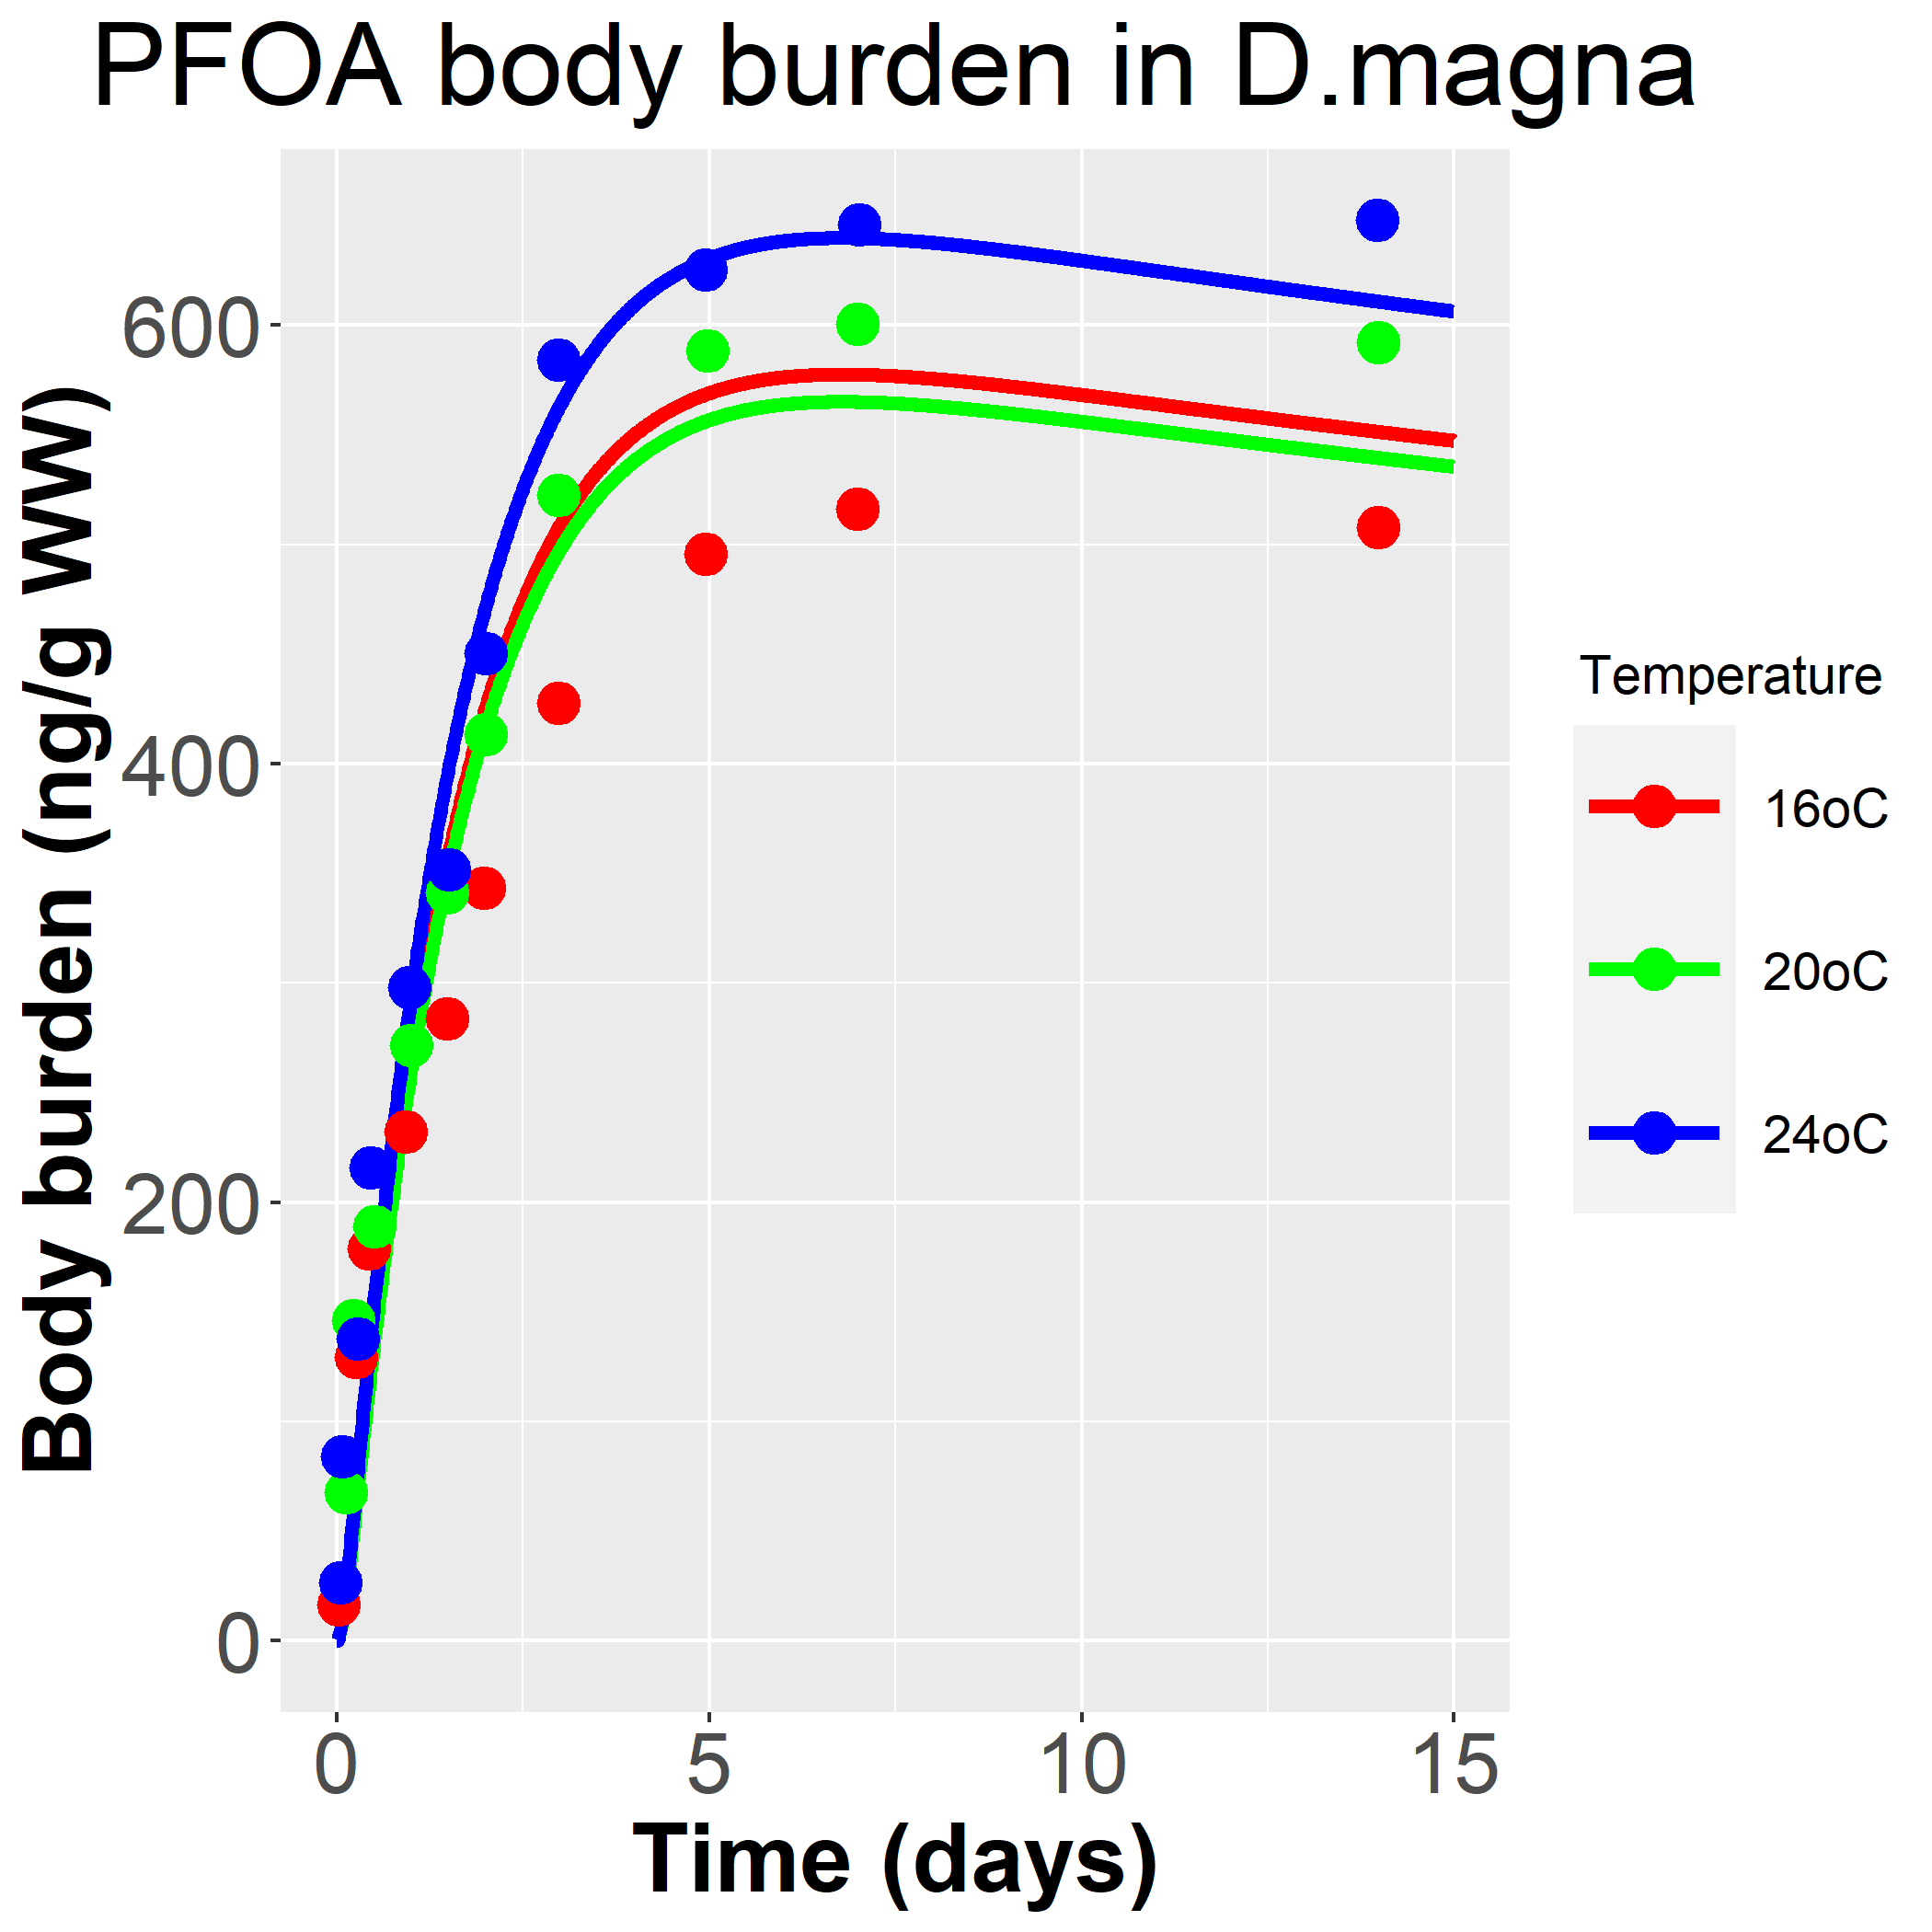 PFOA body burden in D.magna
Body burden (ng/g WW)
600
400
200
0
0 5 10 15
Time (days)
Temperature
16oC
20oC
24oC